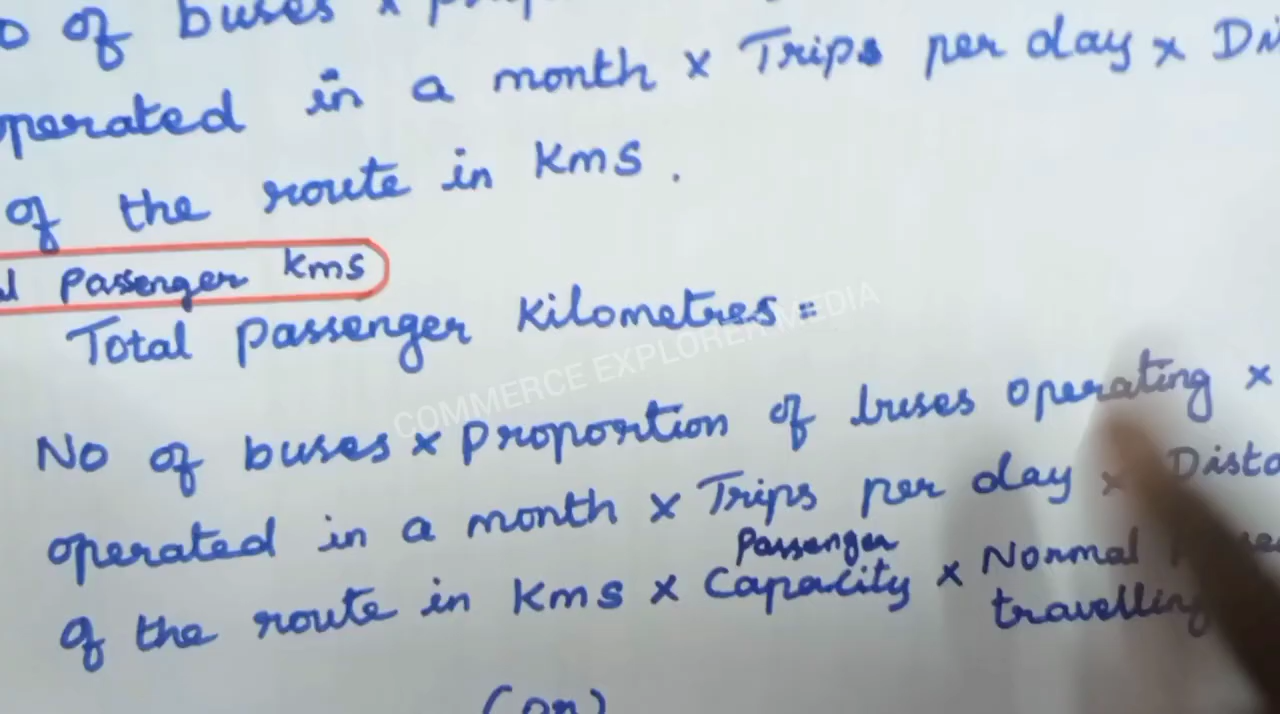 of buses x
operated in a month x Trips per day x
of the route in kms.
Passenger kms
Total Passenger Kilometres =
COMMERCE EXPLORER MEDIA
No of buses x Proportion of buses operating x
operated in a month x Trips per day x
Passenger
of the route in kms x Capacity x Normal
travelling
(or)